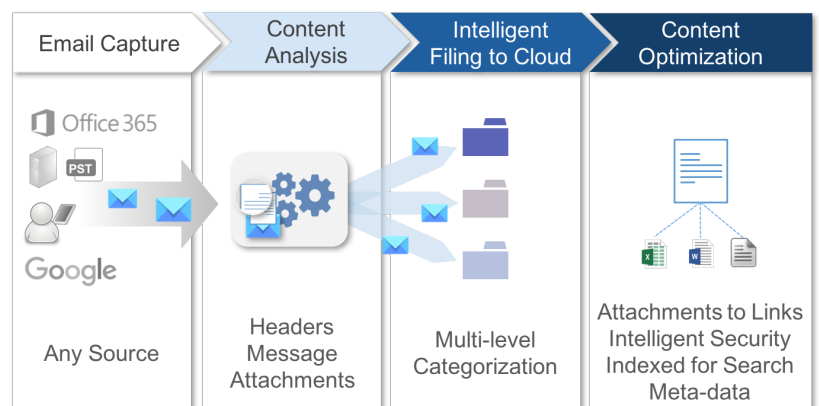 Email Capture
Content
Analysis
Intelligent
Filing to Cloud
Content
Optimization
Office 365
PST
Google
Any Source
Headers
Message
Attachments
Multi-level
Categorization
X
W
Attachments to Links
Intelligent Security
Indexed for Search
Meta-data